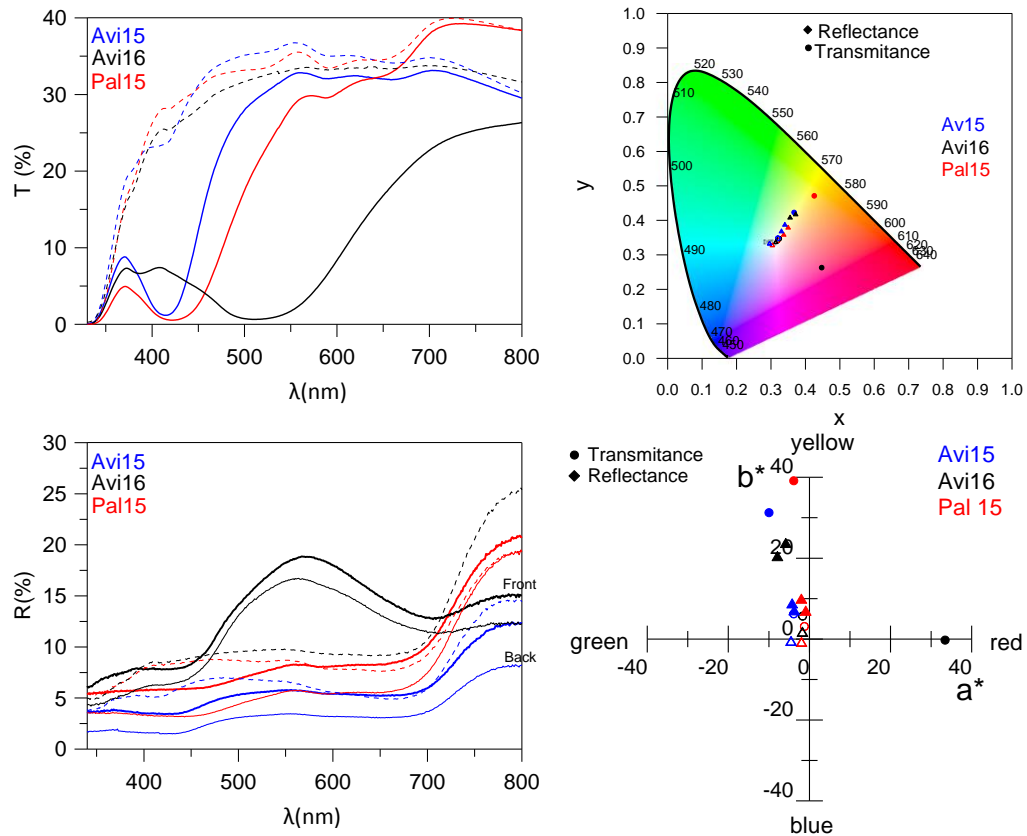 40
30
20
10
0
T (%)
Avi15
Avi16
Pal15
400
500
600
700
800
λ(nm)
1.0
0.9
0.8
0.7
0.6
0.5
0.4
0.3
0.2
0.1
0.0
y
Reflectance
Transmitance
Av15
Avi16
Pal15
520
530
540
550
560
570
580
590
600
610
620
630
640
510
500
490
480
470
460
450
0.0
0.1
0.2
0.3
0.4
0.5
0.6
0.7
0.8
0.9
1.0
x
30
25
20
15
10
5
0
R(%)
Avi15
Avi16
Pal15
Front
Back
400
500
600
700
800
λ(nm)
Transmitance
Reflectance
yellow
b*
40
20
0
-20
-40
Avi15
Avi16
Pal 15
green
red
-40
-20
20
40
a*
blue